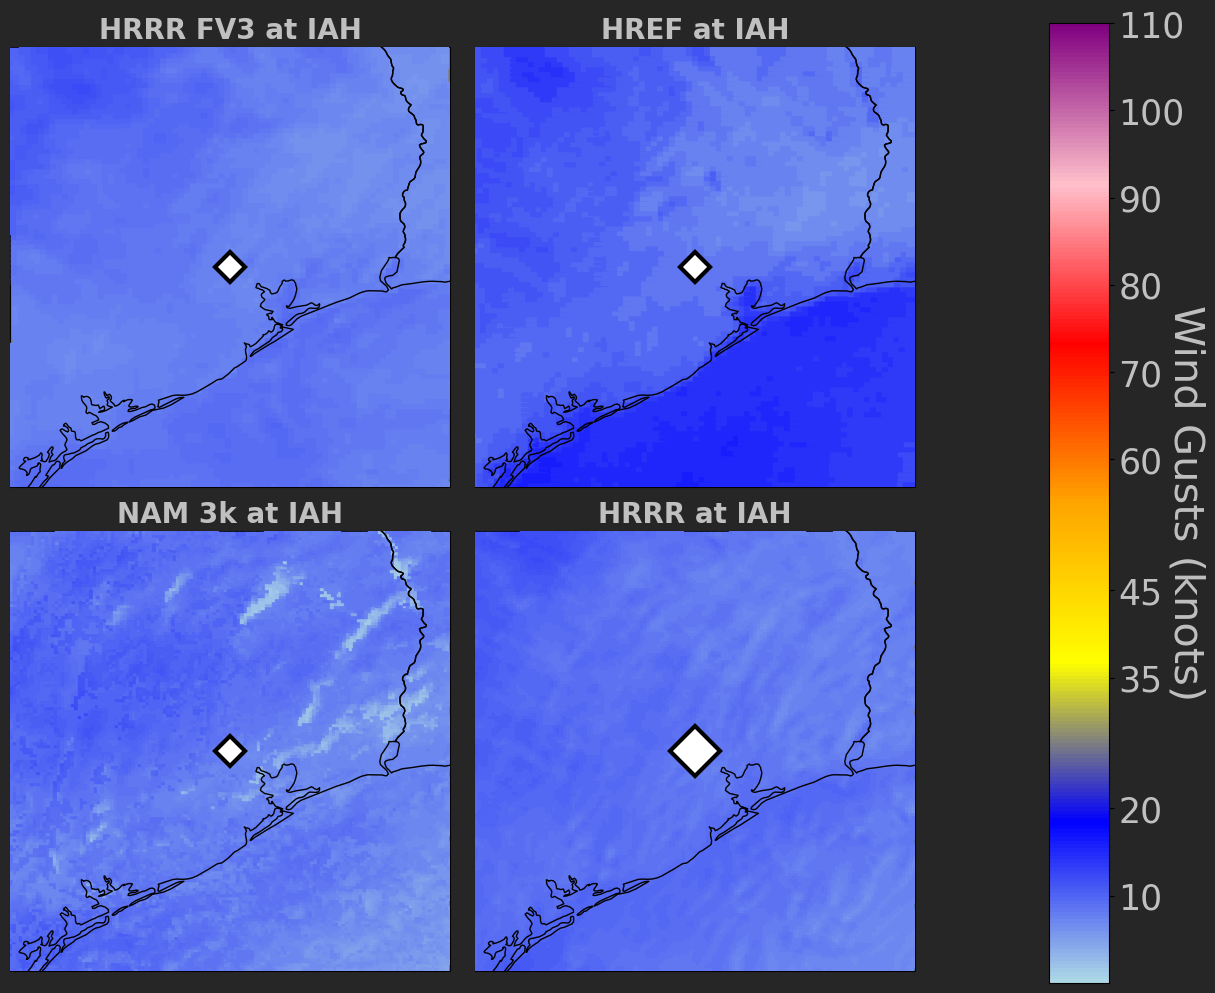 HRRR FV3 at IAH
HREF at IAH
NAM 3k at IAH
HRRR at IAH
110
100
90
80
70
60
45
35
20
10
Wind Gusts (knots)